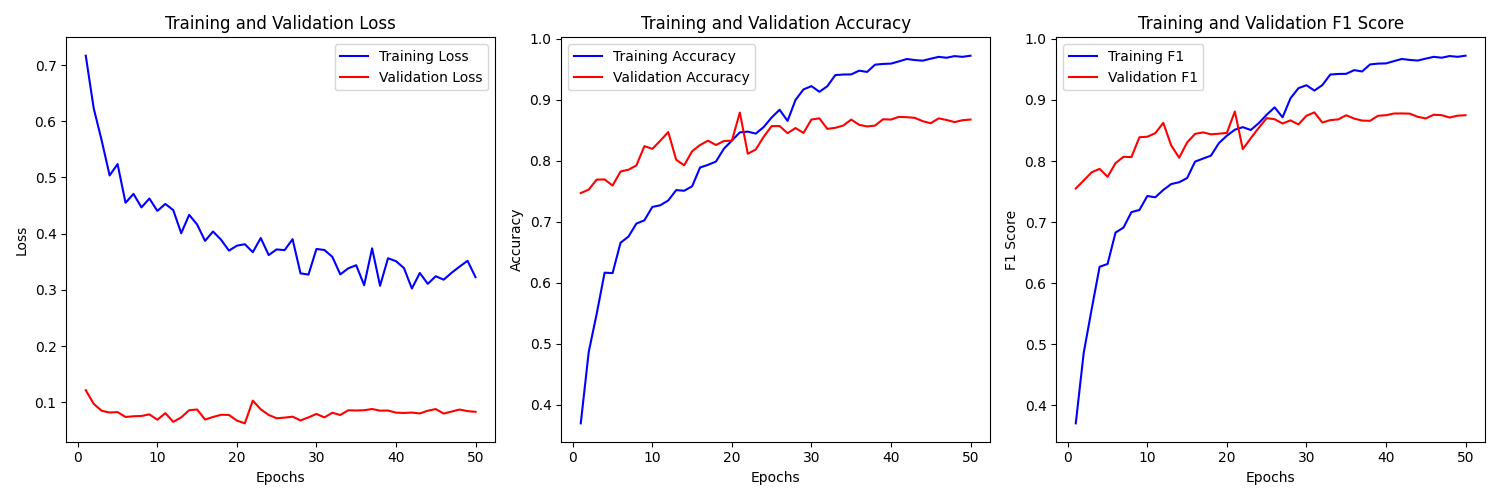 Training and Validation Loss
Training Loss
Validation Loss
0.7
0.6
0.5
0.4
0.3
0.2
0.1
Loss
0 10 20 30 40 50
Epochs
Training and Validation Accuracy
Training Accuracy
Validation Accuracy
1.0
0.9
0.8
0.7
0.6
0.5
0.4
Accuracy
0 10 20 30 40 50
Epochs
Training and Validation F1 Score
Training F1
Validation F1
1.0
0.9
0.8
0.7
0.6
0.5
0.4
F1 Score
0 10 20 30 40 50
Epochs